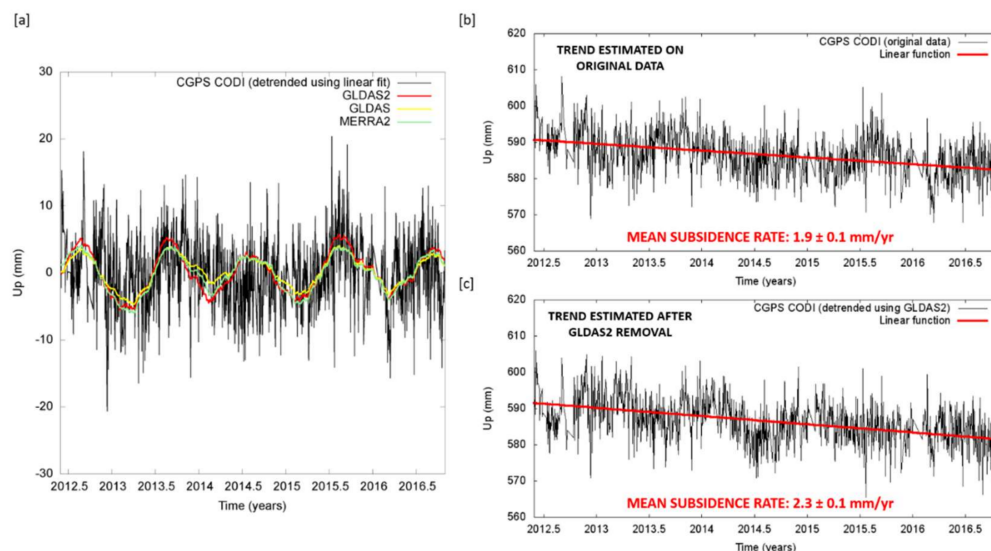 [a]
30
20
10
0
-10
-20
-30
Up (mm)
CGPS CODI (detrended using linear fit)
GLDAS2
GLDAS
MERRA2
2012.5 2013 2013.5 2014 2014.5 2015 2015.5 2016 2016.5
Time (years)
[b]
620
610
600
590
580
570
560
Up (mm)
TREND ESTIMATED ON
ORIGINAL DATA
CGPS CODI (original data)
Linear function
MEAN SUBSIDENCE RATE: 1.9 ± 0.1 mm/yr
2012.5 2013 2013.5 2014 2014.5 2015 2015.5 2016 2016.5
Time (years)
[c]
620
610
600
590
580
570
560
Up (mm)
TREND ESTIMATED AFTER
GLDAS2 REMOVAL
CGPS CODI (detrended using GLDAS2)
Linear function
MEAN SUBSIDENCE RATE: 2.3 ± 0.1 mm/yr
2012.5 2013 2013.5 2014 2014.5 2015 2015.5 2016 2016.5
Time (years)